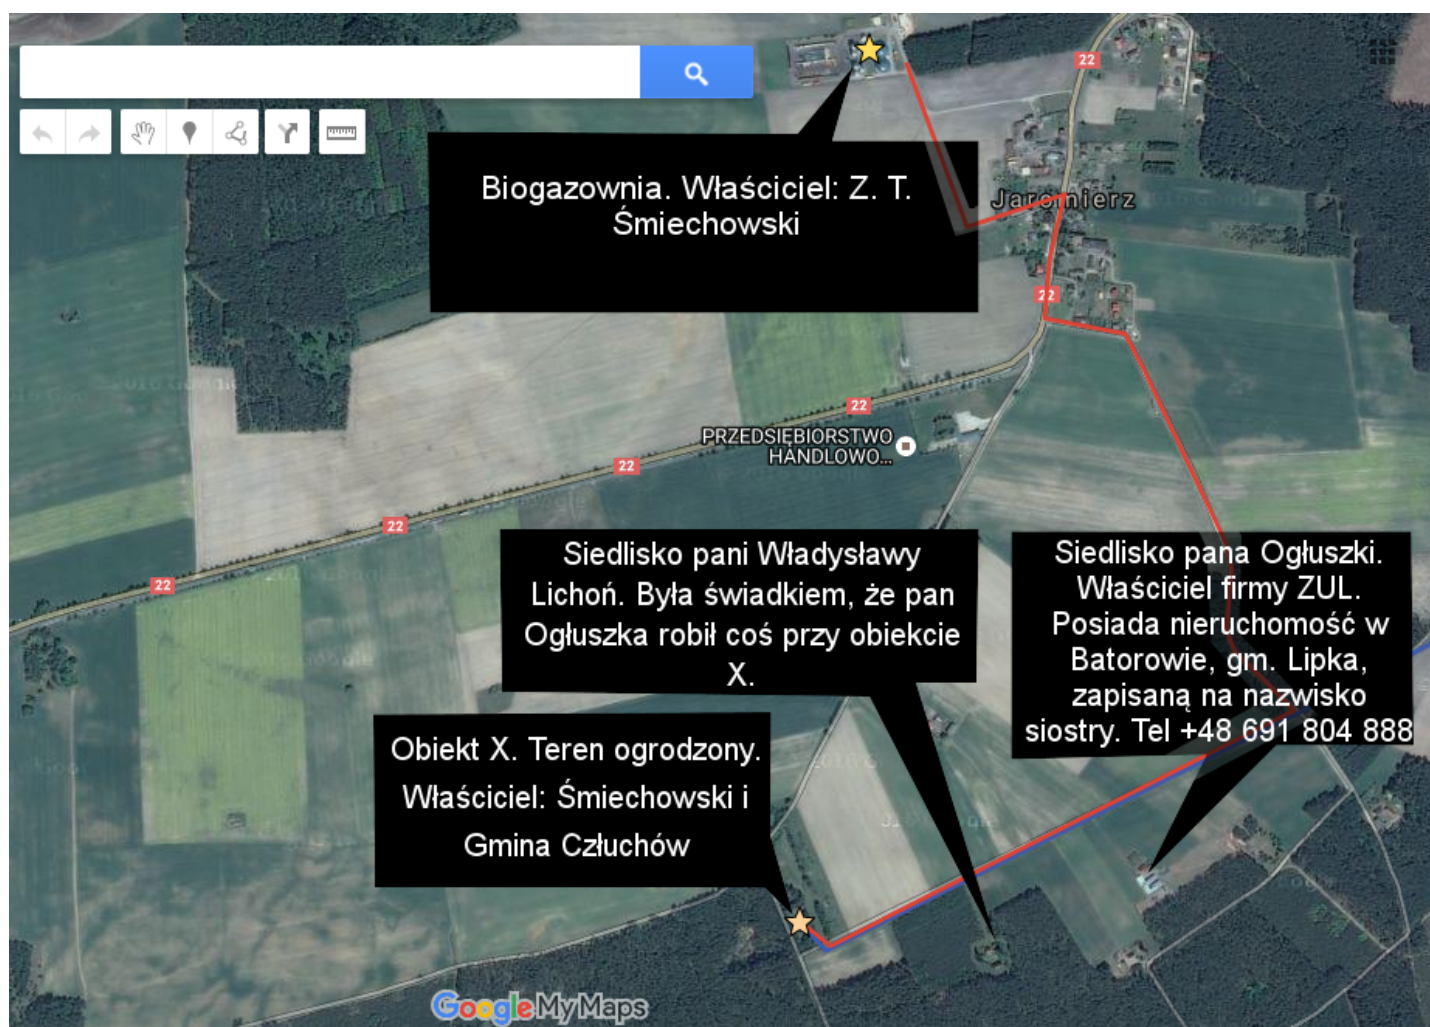 22
Biogazownia. Właściciel: Z. T.
Śmiechowski
Jaromierz
22
22
PRZEDSIĘBIORSTWO
HANDLOWO...
22
22
22
Siedlisko pani Władysławy
Lichoń. Była świadkiem, że pan
Ogłuszka robił coś przy obiekcie
X.
Siedlisko pana Ogłuszki.
Właściciel firmy ZUL.
Posiada nieruchomość w
Batorowie, gm. Lipka,
zapisaną na nazwisko
siostry. Tel +48 691 804 888
Obiekt X. Teren ogrodzony.
Właściciel: Śmiechowski i
Gmina Człuchów
Google My Maps